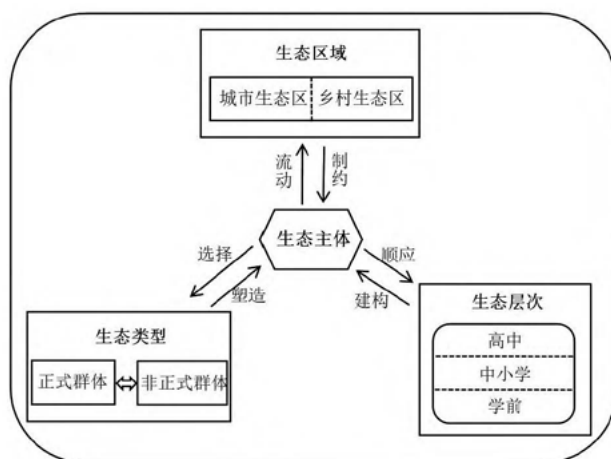 生态区域
城市生态区 乡村生态区
流动 制约
生态主体
选择 顺应
塑造 建构
生态类型
正式群体 非正式群体
生态层次
高中
中小学
学前